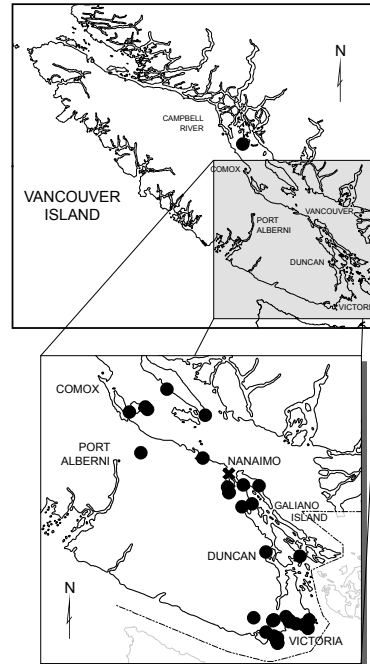 N
CAMPBELL
RIVER
COMOX
VANCOUVER
ISLAND
PORT
ALBERNI
VANCOUVER
DUNCAN
VICTORIA
COMOX
PORT
ALBERNI
NANAIMO
GALIANO
ISLAND
DUNCAN
N
VICTORIA